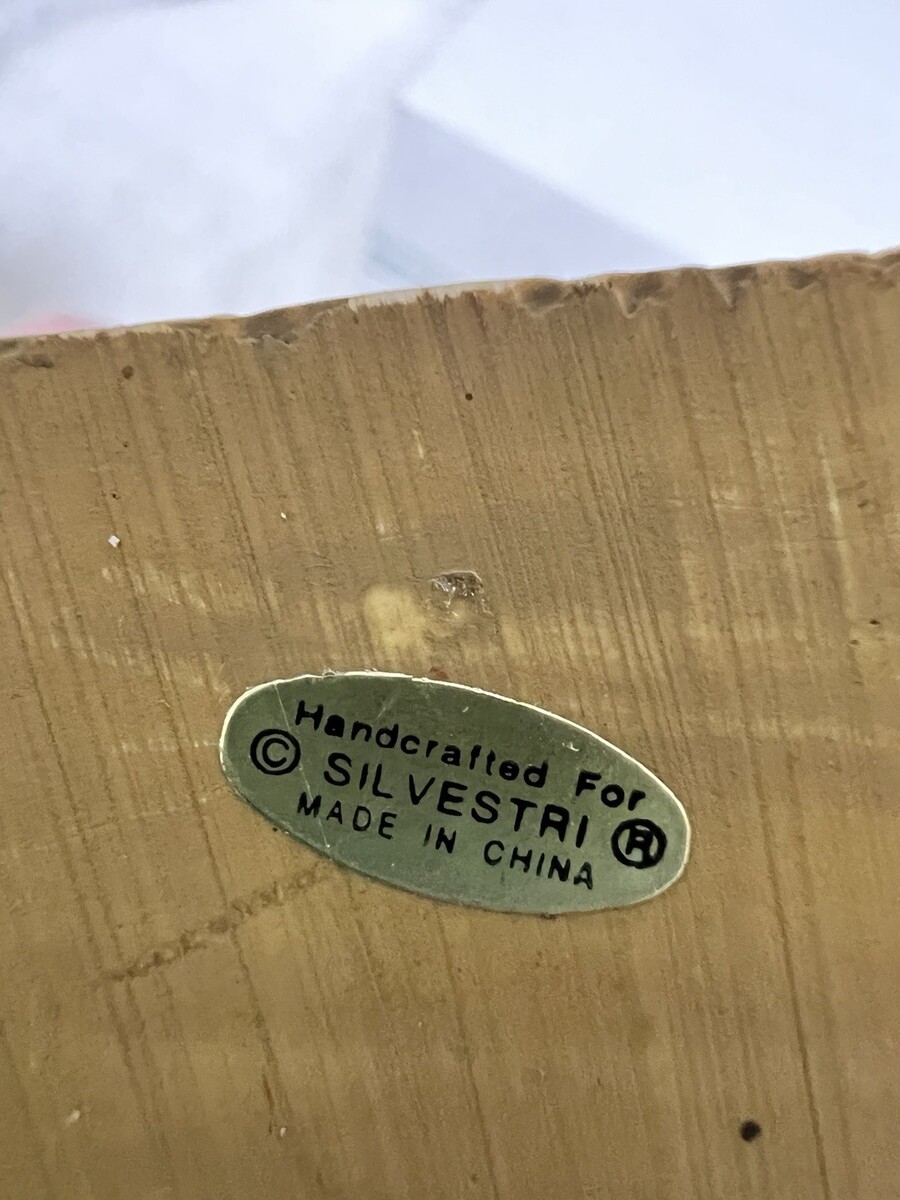 Handcrafted For
© SILVESTRI ®
MADE IN CHINA